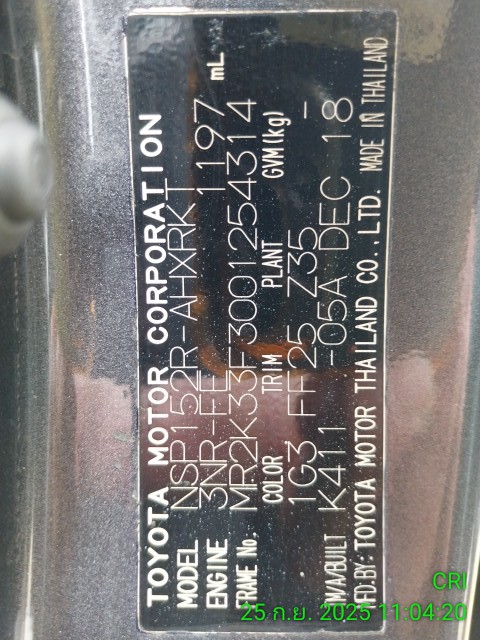 TOYOTA MOTOR CORPORATION
MODEL NSP152R-AHXRKT
ENGINE 3NR-FE 1197 mL
FRAME No. MR2K33F3001254314
COLOR TRIM PLANT GVM(kg)
1G3 FF25 Z35 -
TM/A/BUILT K411 -05A DEC 18
MFD.BY: TOYOTA MOTOR THAILAND CO.,LTD. MADE IN THAILAND
CRI
25 ก.ย. 2025 11:04:20